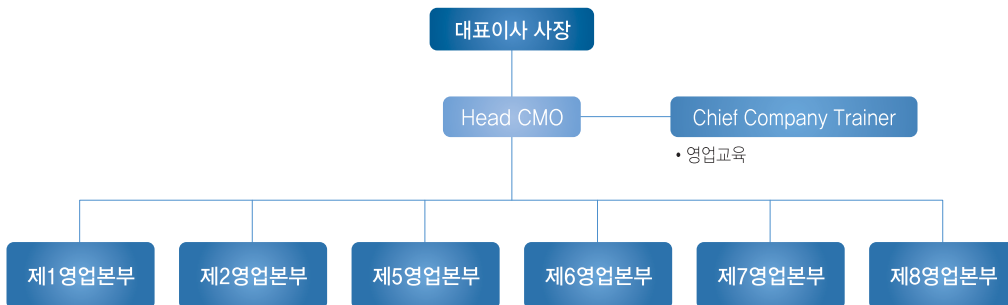 대표이사 사장
Head CMO
Chief Company Trainer
• 영업교육
제1영업본부
제2영업본부
제5영업본부
제6영업본부
제7영업본부
제8영업본부